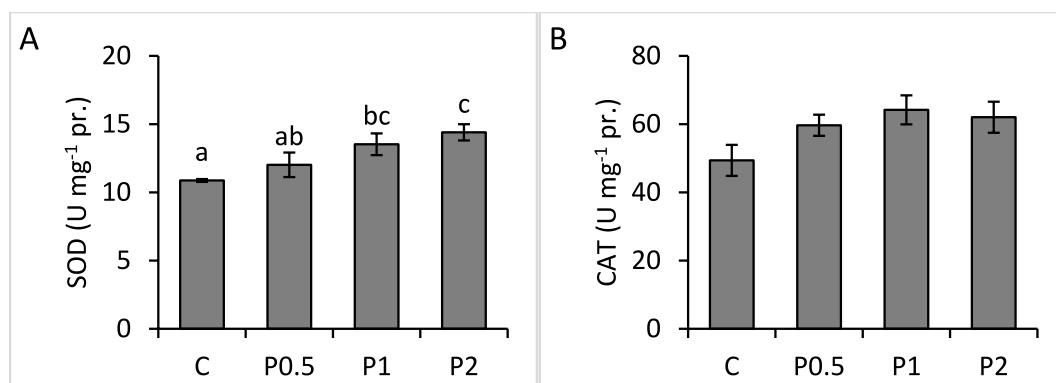 A
SOD (U mg⁻¹ pr.)
20
15
10
5
0
a
ab
bc
c
C P0.5 P1 P2
B
CAT (U mg⁻¹ pr.)
80
60
40
20
0
C P0.5 P1 P2